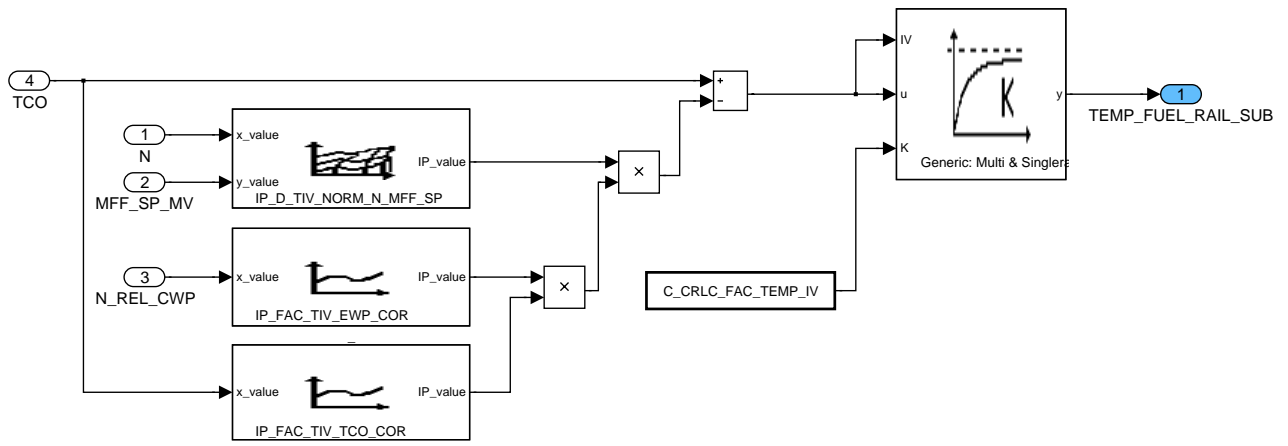 4
TCO
1
N
2
MFF_SP_MV
x_value
y_value
IP_value
IP_D_TIV_NORM_N_MFF_SP
3
N_REL_CWP
x_value
IP_value
IP_FAC_TIV_EWP_COR
_
x_value
IP_value
IP_FAC_TIV_TCO_COR
×
×
+
−
C_CRLC_FAC_TEMP_IV
IV
u
K
K
y
Generic: Multi & Singlera
1
TEMP_FUEL_RAIL_SUB